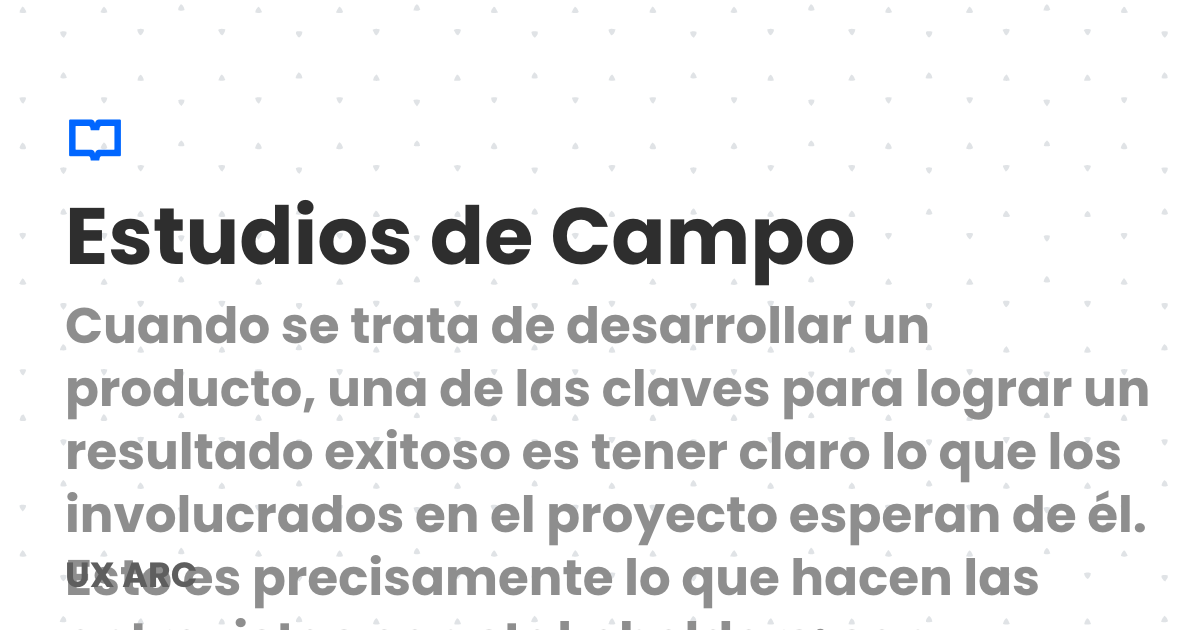 Estudios de Campo
Cuando se trata de desarrollar un
producto, una de las claves para lograr un
resultado exitoso es tener claro lo que los
involucrados en el proyecto esperan de él.
Esto es precisamente lo que hacen las
UX ARC